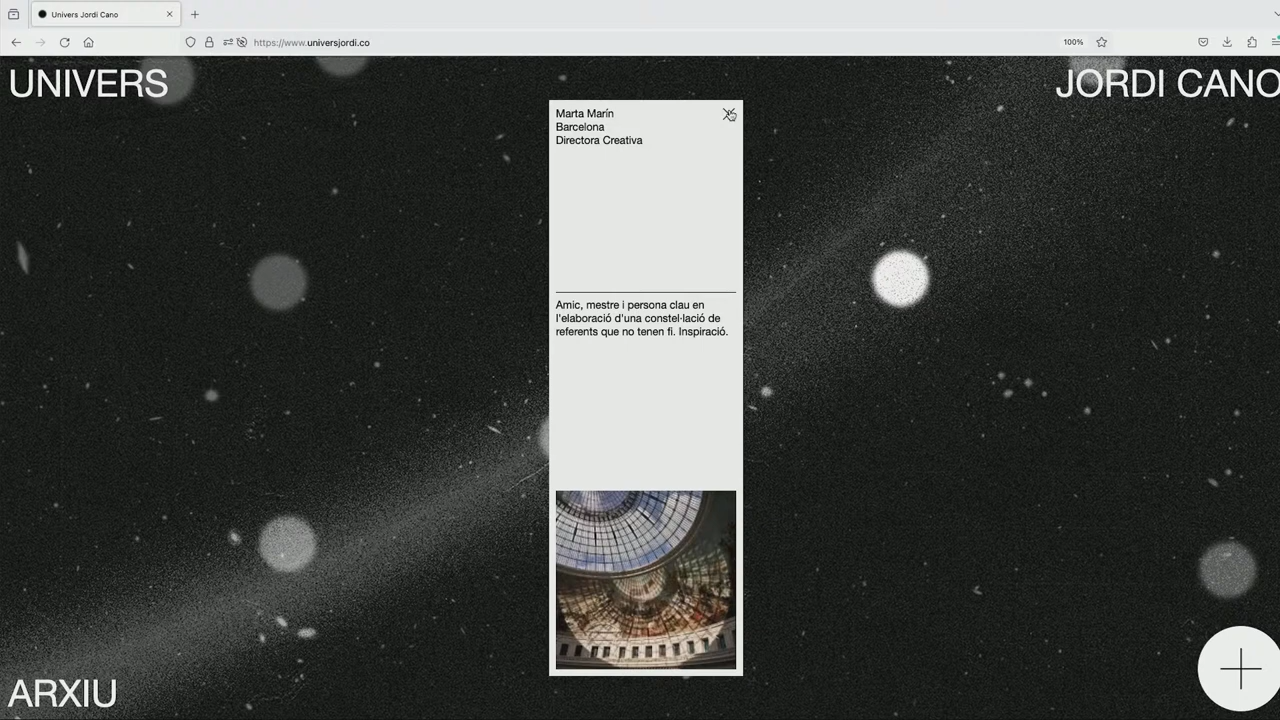 Univers Jordi Cano
https://www.universjordi.co
100%
UNIVERS
JORDI CANO
Marta Marín
Barcelona
Directora Creativa
Amic, mestre i persona clau en
l'elaboració d'una constel·lació de
referents que no tenen fi. Inspiració.
ARXIU